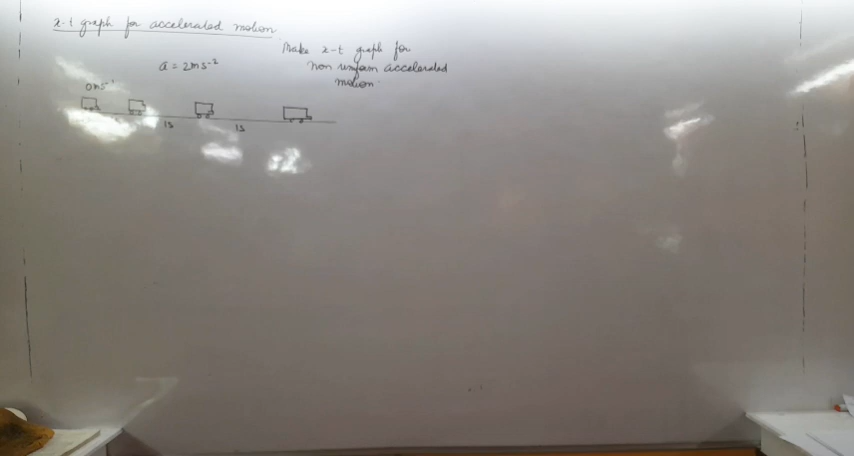 x-t graph for accelerated motion
Make x-t graph for
non uniform accelerated
motion.
a = 2ms⁻²
0ms⁻¹
1s
1s